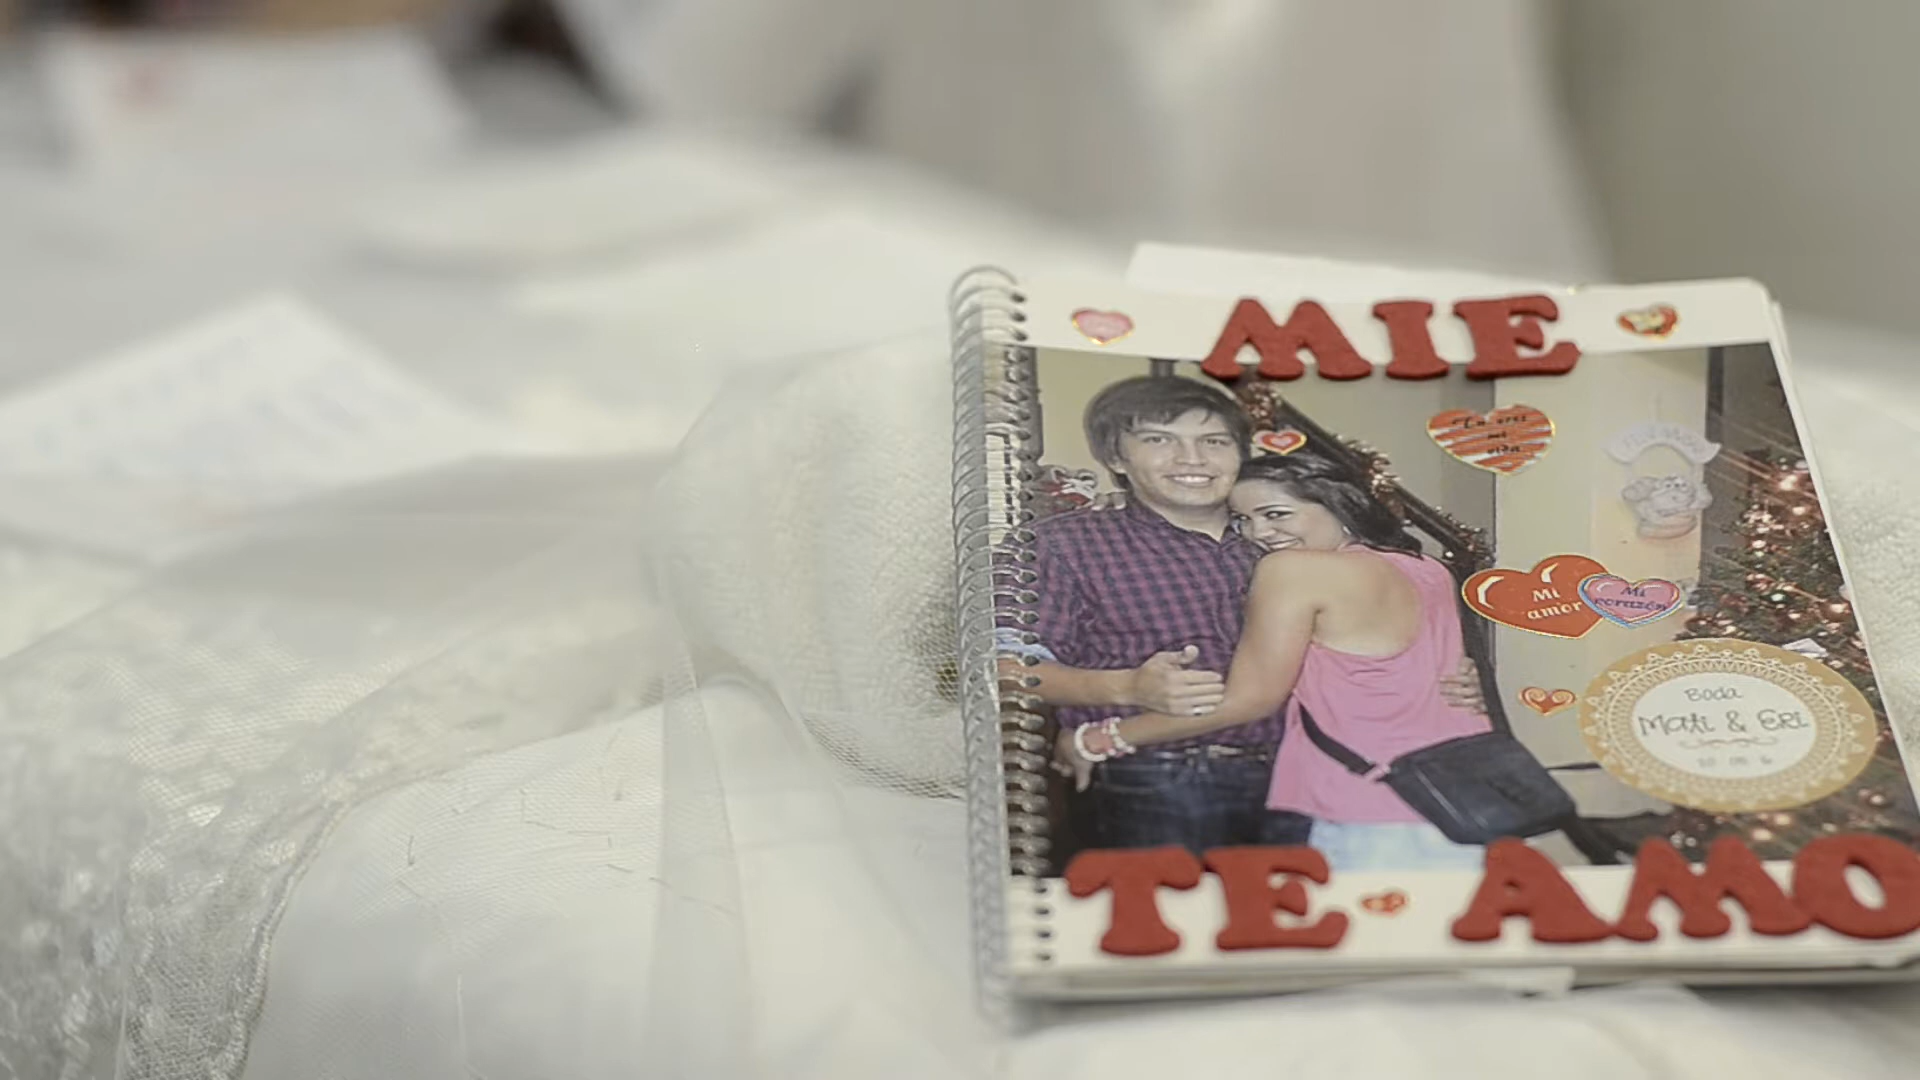 MIE
Tu eres
mi
vida
Mi
amor
Mi
corazón
Boda
Mati & Eri
TE AMO